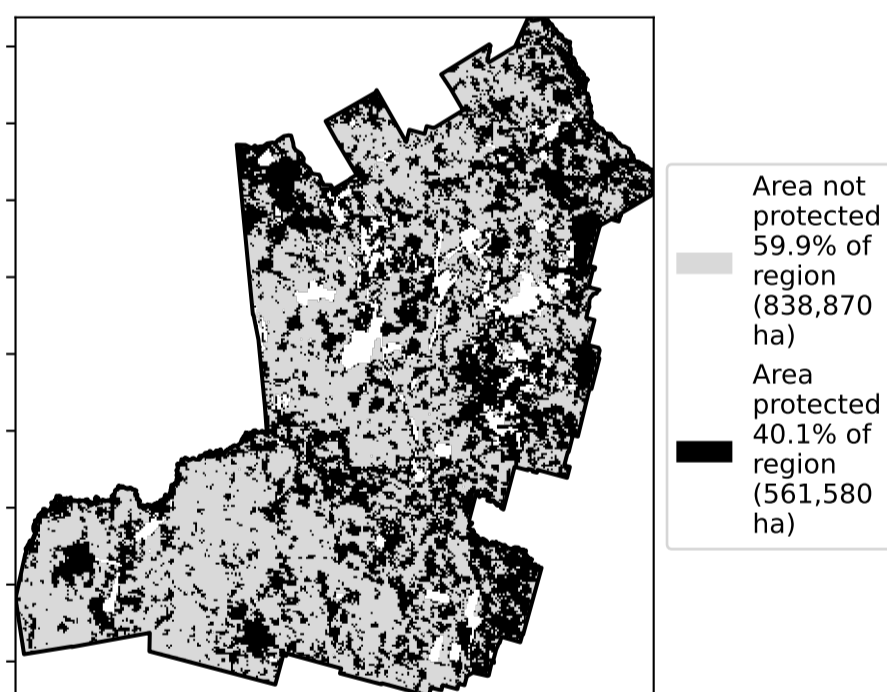 Area not
protected
59.9% of
region
(838,870
ha)
Area
protected
40.1% of
region
(561,580
ha)